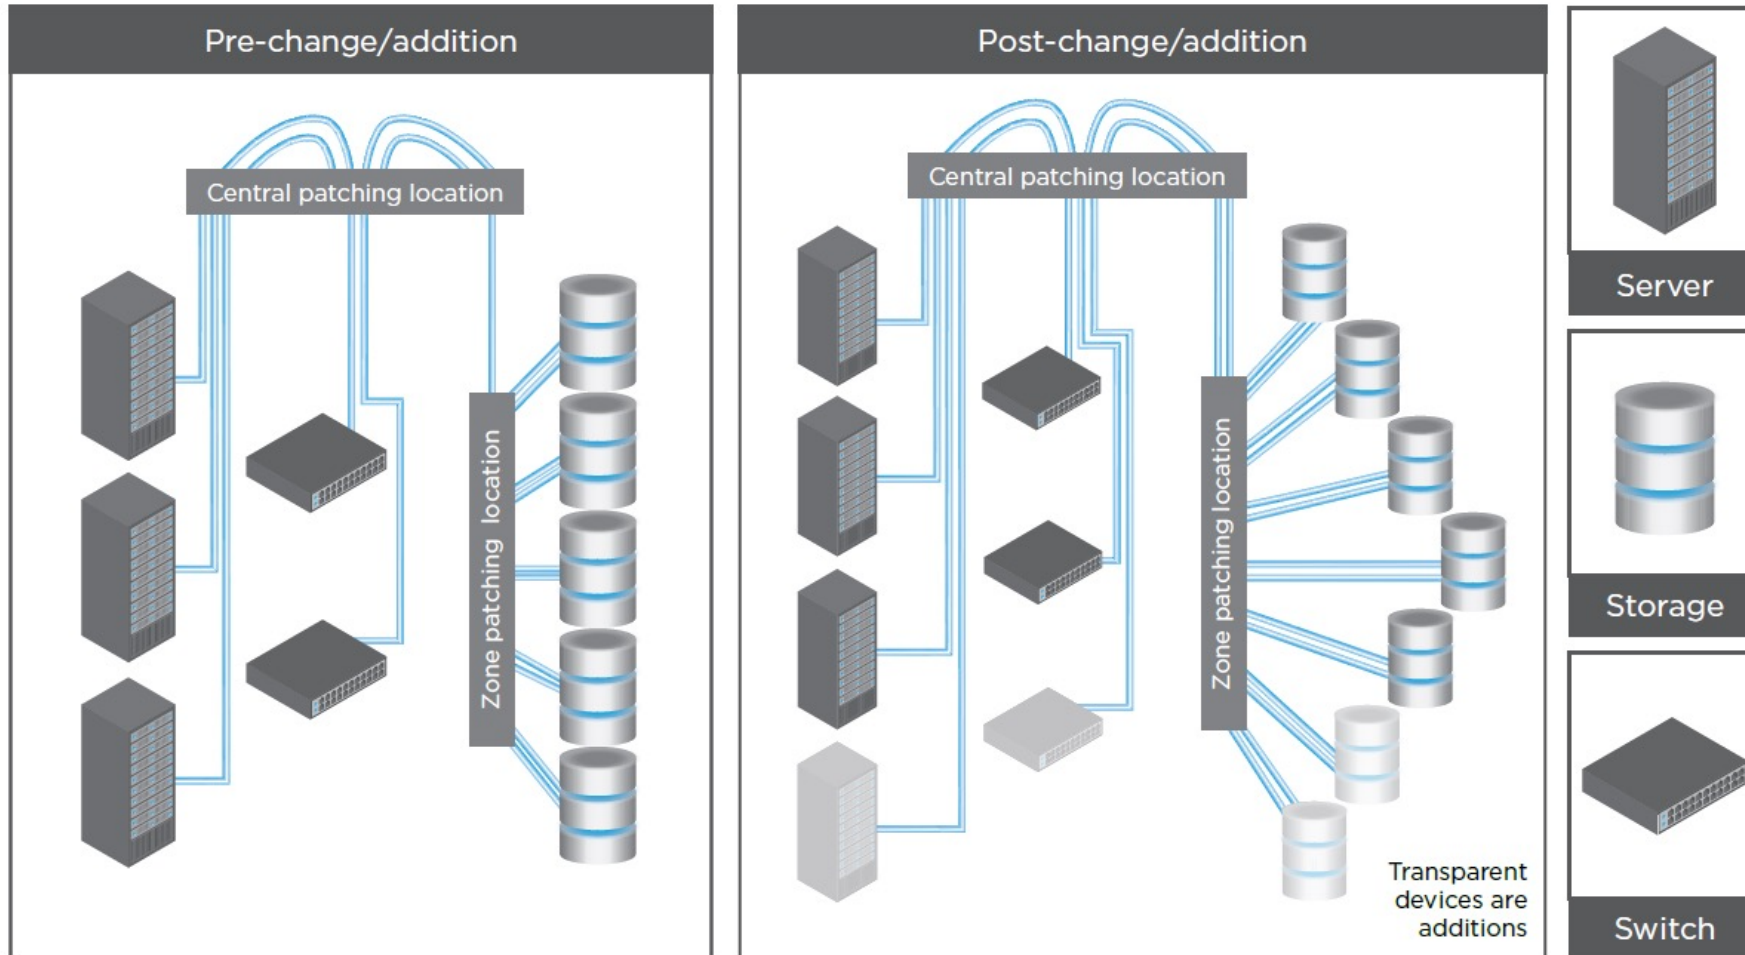 Pre-change/addition
Central patching location
Zone patching location
Post-change/addition
Central patching location
Zone patching location
Transparent
devices are
additions
Server
Storage
Switch